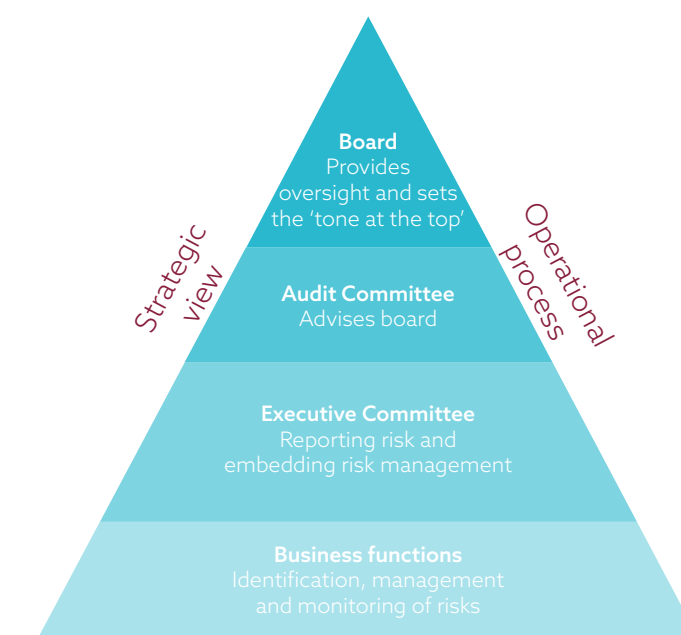 Board
Provides
oversight and sets
the ‘tone at the top’
Strategic
view
Operational
process
Audit Committee
Advises board
Executive Committee
Reporting risk and
embedding risk management
Business functions
Identification, management
and monitoring of risks